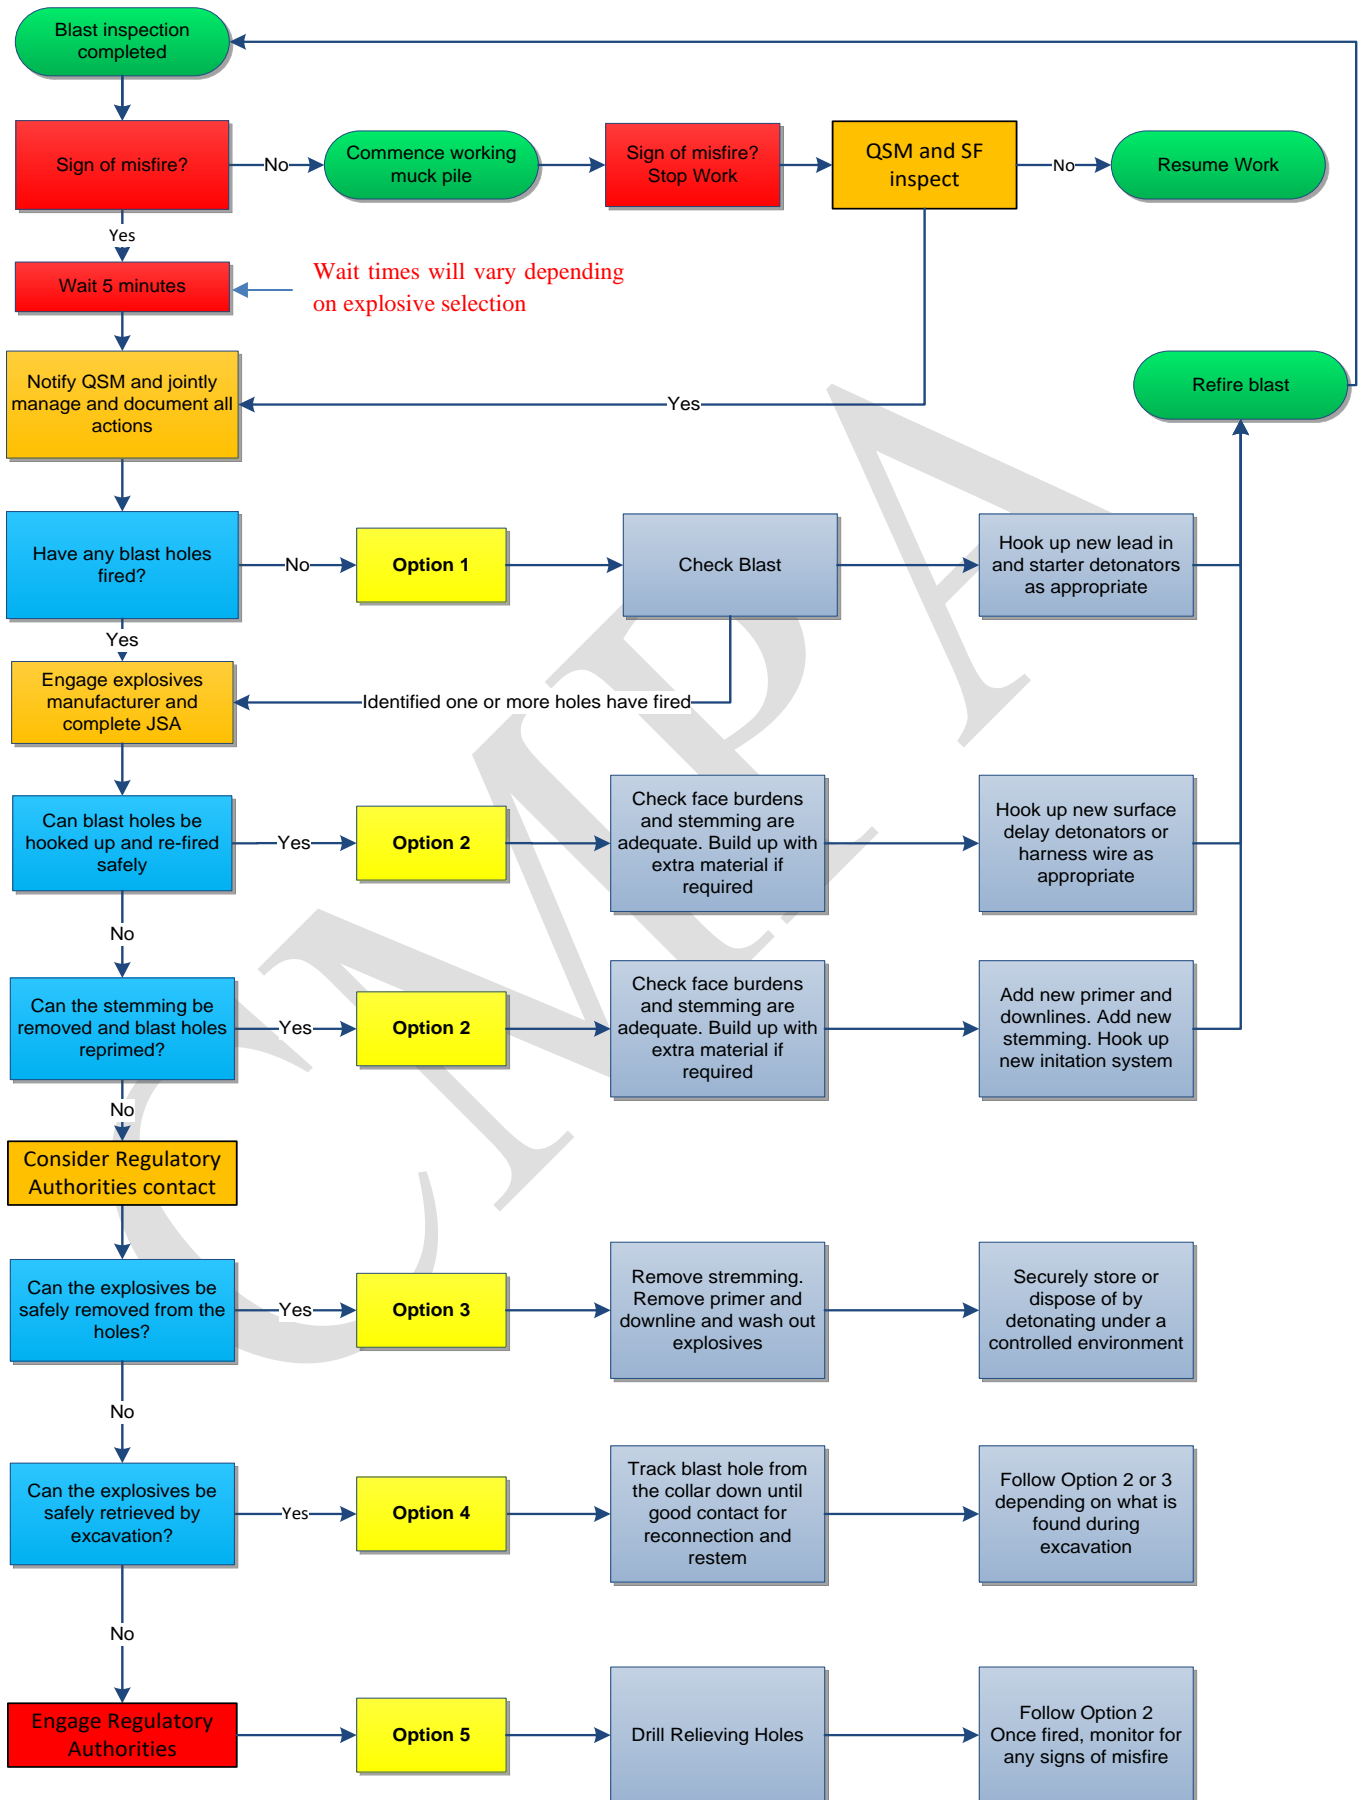 Blast inspection
completed
Sign of misfire?
No
Commence working
muck pile
Sign of misfire?
Stop Work
QSM and SF
inspect
No
Resume Work
Yes
Wait 5 minutes
Wait times will vary depending
on explosive selection
Notify QSM and jointly
manage and document all
actions
Yes
Refire blast
Have any blast holes
fired?
No
Option 1
Check Blast
Hook up new lead in
and starter detonators
as appropriate
Yes
Engage explosives
manufacturer and
complete JSA
Identified one or more holes have fired
Can blast holes be
hooked up and re-fired
safely
Yes
Option 2
Check face burdens
and stemming are
adequate. Build up with
extra material if
required
Hook up new surface
delay detonators or
harness wire as
appropriate
No
Can the stemming be
removed and blast holes
reprimed?
Yes
Option 2
Check face burdens
and stemming are
adequate. Build up with
extra material if
required
Add new primer and
downlines. Add new
stemming. Hook up
new initation system
No
Consider Regulatory
Authorities contact
Can the explosives be
safely removed from the
holes?
Yes
Option 3
Remove stremming.
Remove primer and
downline and wash out
explosives
Securely store or
dispose of by
detonating under a
controlled environment
No
Can the explosives be
safely retrieved by
excavation?
Yes
Option 4
Track blast hole from
the collar down until
good contact for
reconnection and
restem
Follow Option 2 or 3
depending on what is
found during
excavation
No
Engage Regulatory
Authorities
Option 5
Drill Relieving Holes
Follow Option 2
Once fired, monitor for
any signs of misfire
CMPA